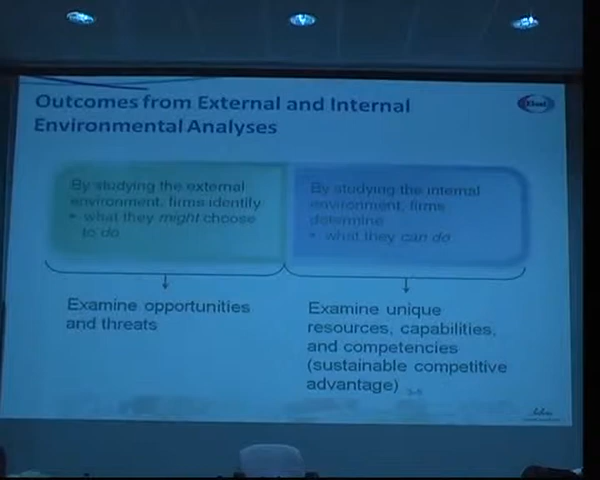 Outcomes from External and Internal
Environmental Analyses
By studying the external
environment, firms identify
• what they might choose
to do
By studying the internal
environment, firms
determine
• what they can do
Examine opportunities
and threats
Examine unique
resources, capabilities,
and competencies
(sustainable competitive
advantage)